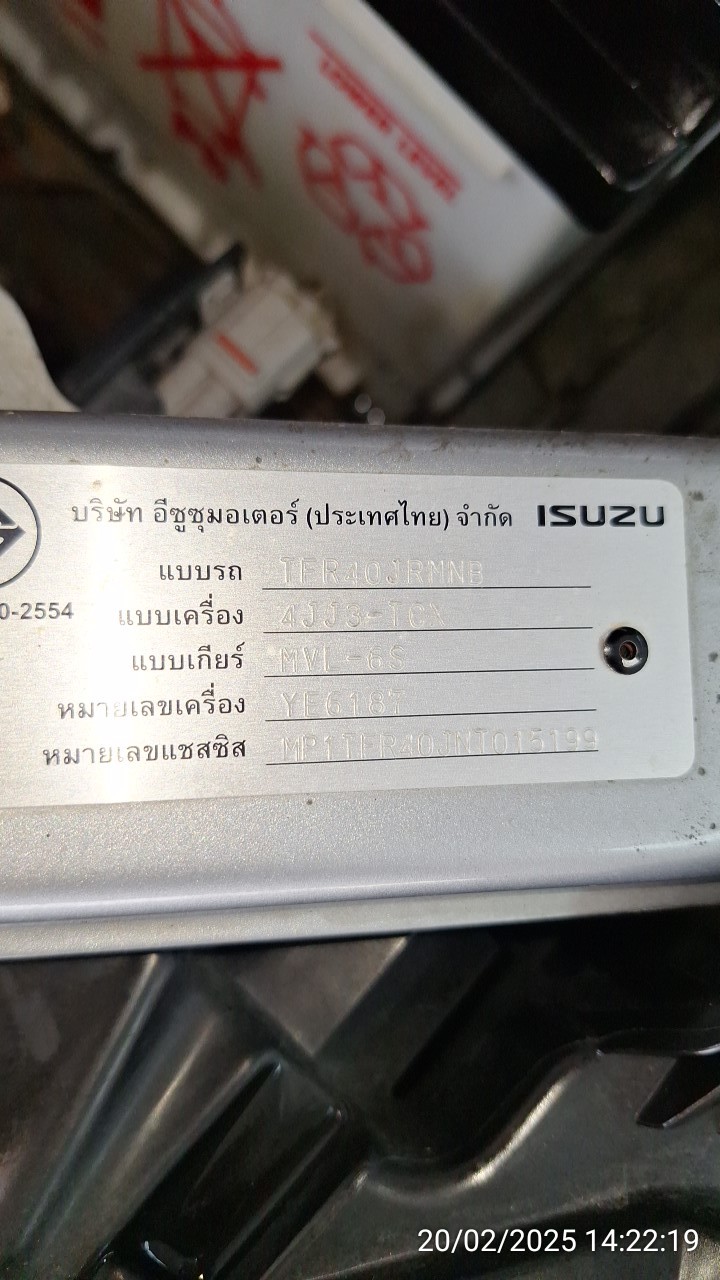 บริษัท อีซูซุมอเตอร์ (ประเทศไทย) จำกัด ISUZU
แบบรถ TFR40JRMNB
0-2554 แบบเครื่อง 4JJ3-TCX
แบบเกียร์ MVL-6S
หมายเลขเครื่อง YE6187
หมายเลขแชสซิส MP1TFR40JNT015199
20/02/2025 14:22:19